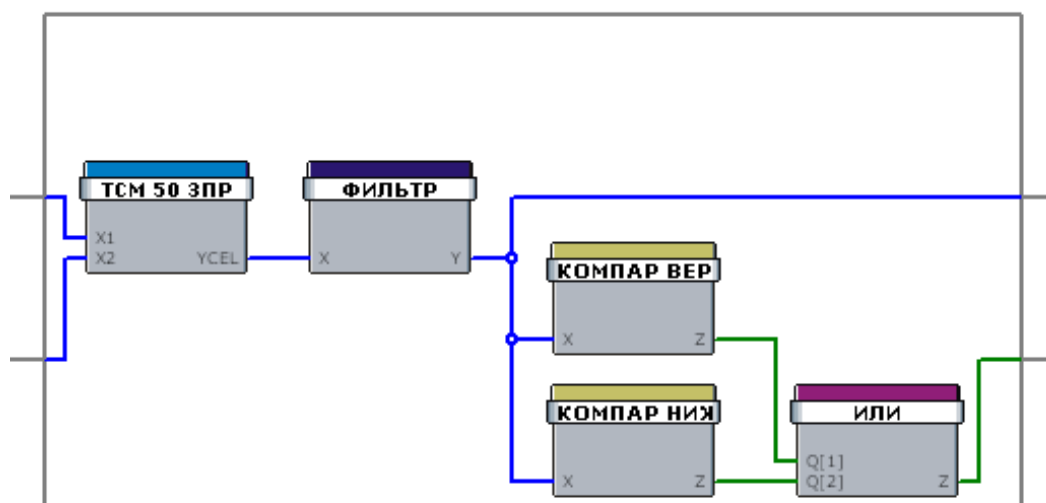 ТСМ 50 3ПР
ФИЛЬТР
X1
X2 YCEL
X Y
КОМПАР ВЕР
X Z
КОМПАР НИЖ
ИЛИ
Q[1]
X Z
Q[2] Z